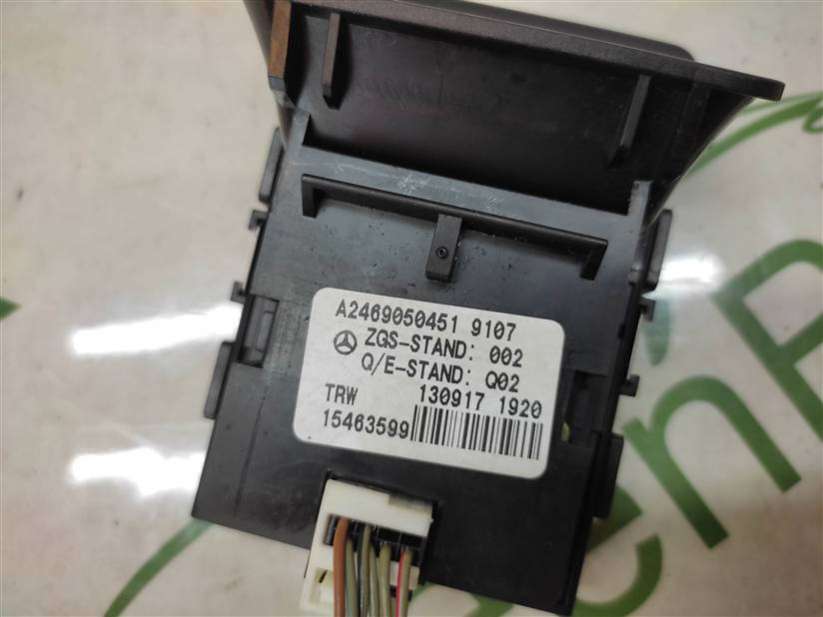 A2469050451 9107
ZGS-STAND: 002
Q/E-STAND: Q02
TRW 130917 1920
15463599